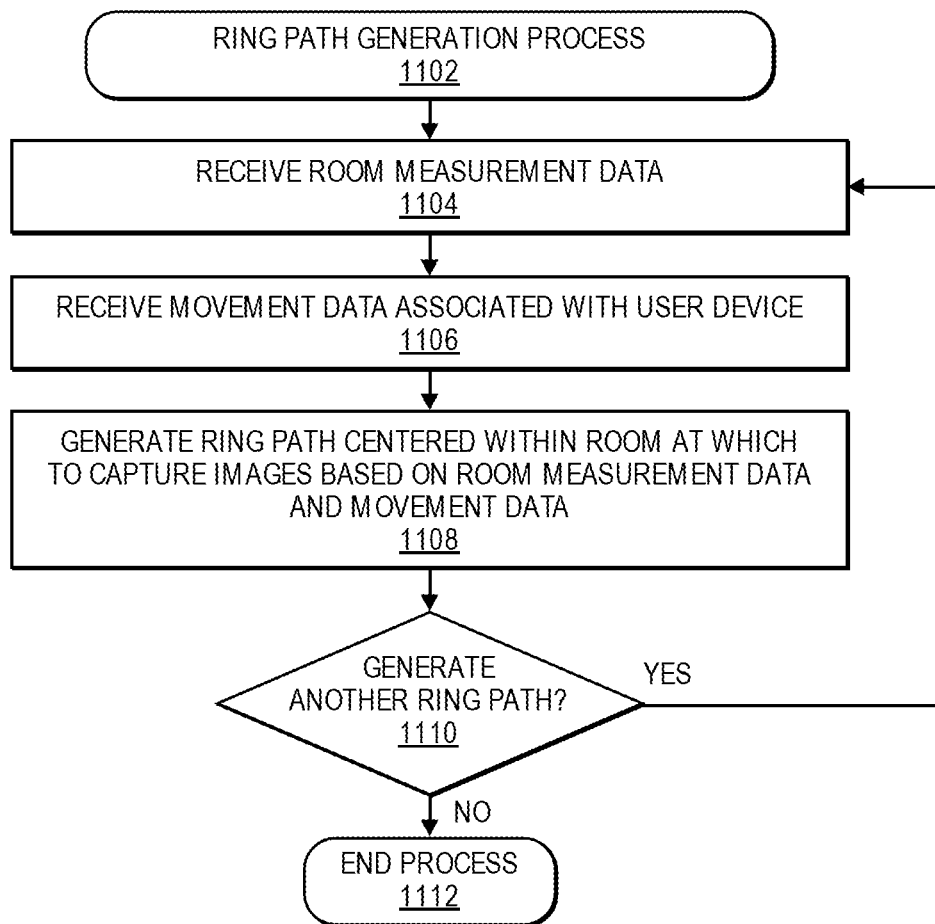 RING PATH GENERATION PROCESS
1102
RECEIVE ROOM MEASUREMENT DATA
1104
RECEIVE MOVEMENT DATA ASSOCIATED WITH USER DEVICE
1106
GENERATE RING PATH CENTERED WITHIN ROOM AT WHICH
TO CAPTURE IMAGES BASED ON ROOM MEASUREMENT DATA
AND MOVEMENT DATA
1108
GENERATE
ANOTHER RING PATH?
1110
YES
NO
END PROCESS
1112